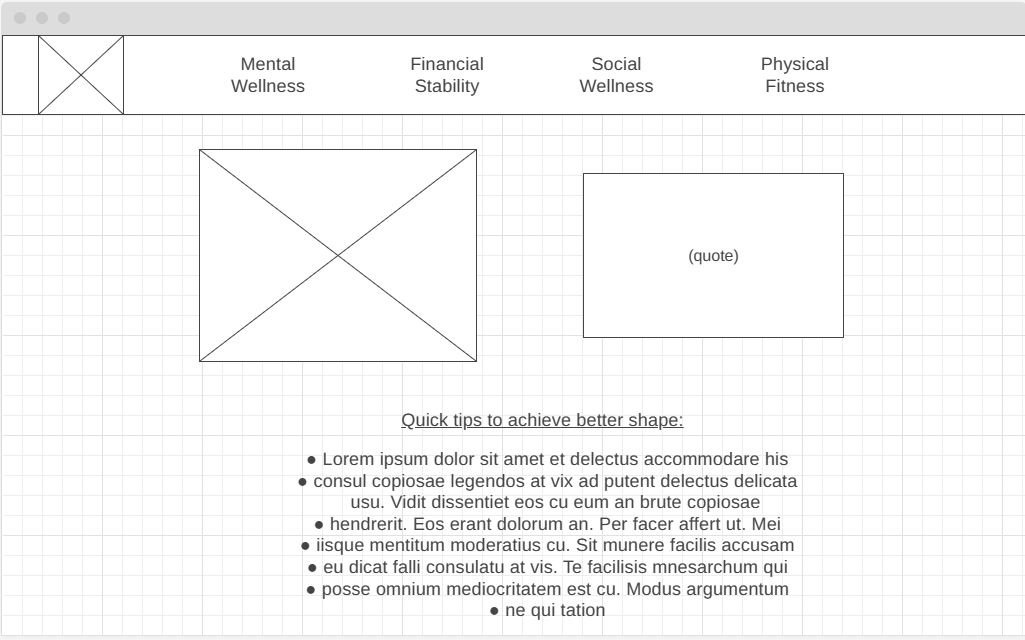 Mental
Wellness
Financial
Stability
Social
Wellness
Physical
Fitness
(quote)
Quick tips to achieve better shape:
● Lorem ipsum dolor sit amet et delectus accommodare his
● consul copiosae legendos at vix ad putent delectus delicata
usu. Vidit dissentiet eos cu eum an brute copiosae
● hendrerit. Eos erant dolorum an. Per facer affert ut. Mei
● iisque mentitum moderatius cu. Sit munere facilis accusam
● eu dicat falli consulatu at vis. Te facilisis mnesarchum qui
● posse omnium mediocritatem est cu. Modus argumentum
● ne qui tation